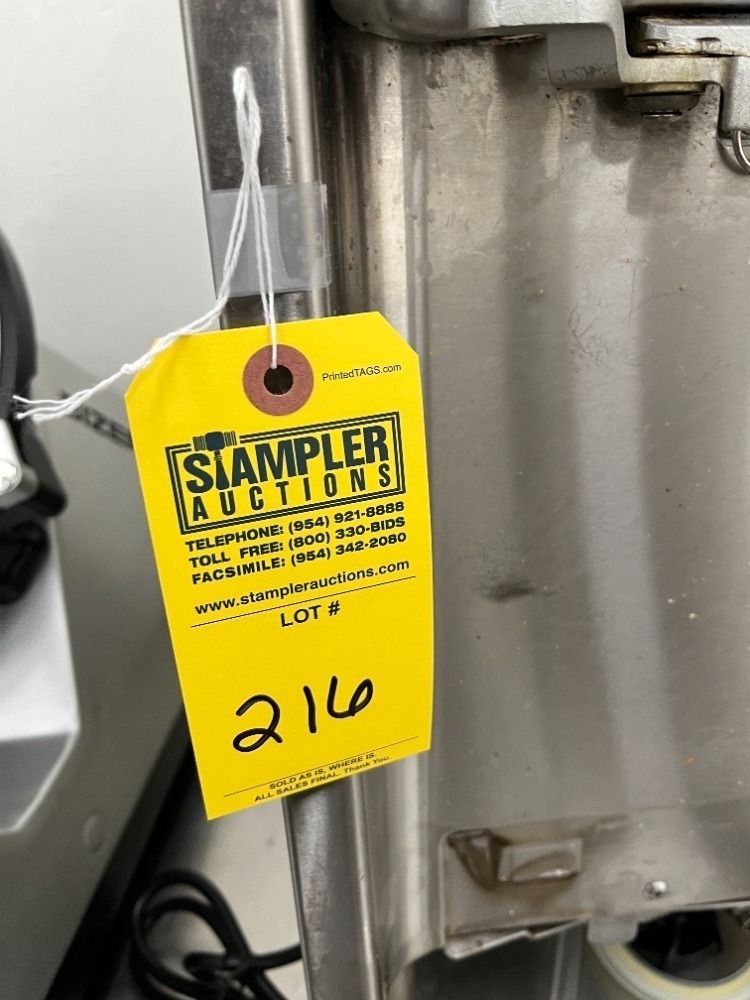 PrintedTAGS.com
STAMPLER
AUCTIONS
TELEPHONE: (954) 921-8888
TOLL FREE: (800) 330-BIDS
FACSIMILE: (954) 342-2080
www.stamplerauctions.com
LOT #
216
SOLD AS IS, WHERE IS.
ALL SALES FINAL. Thank You.